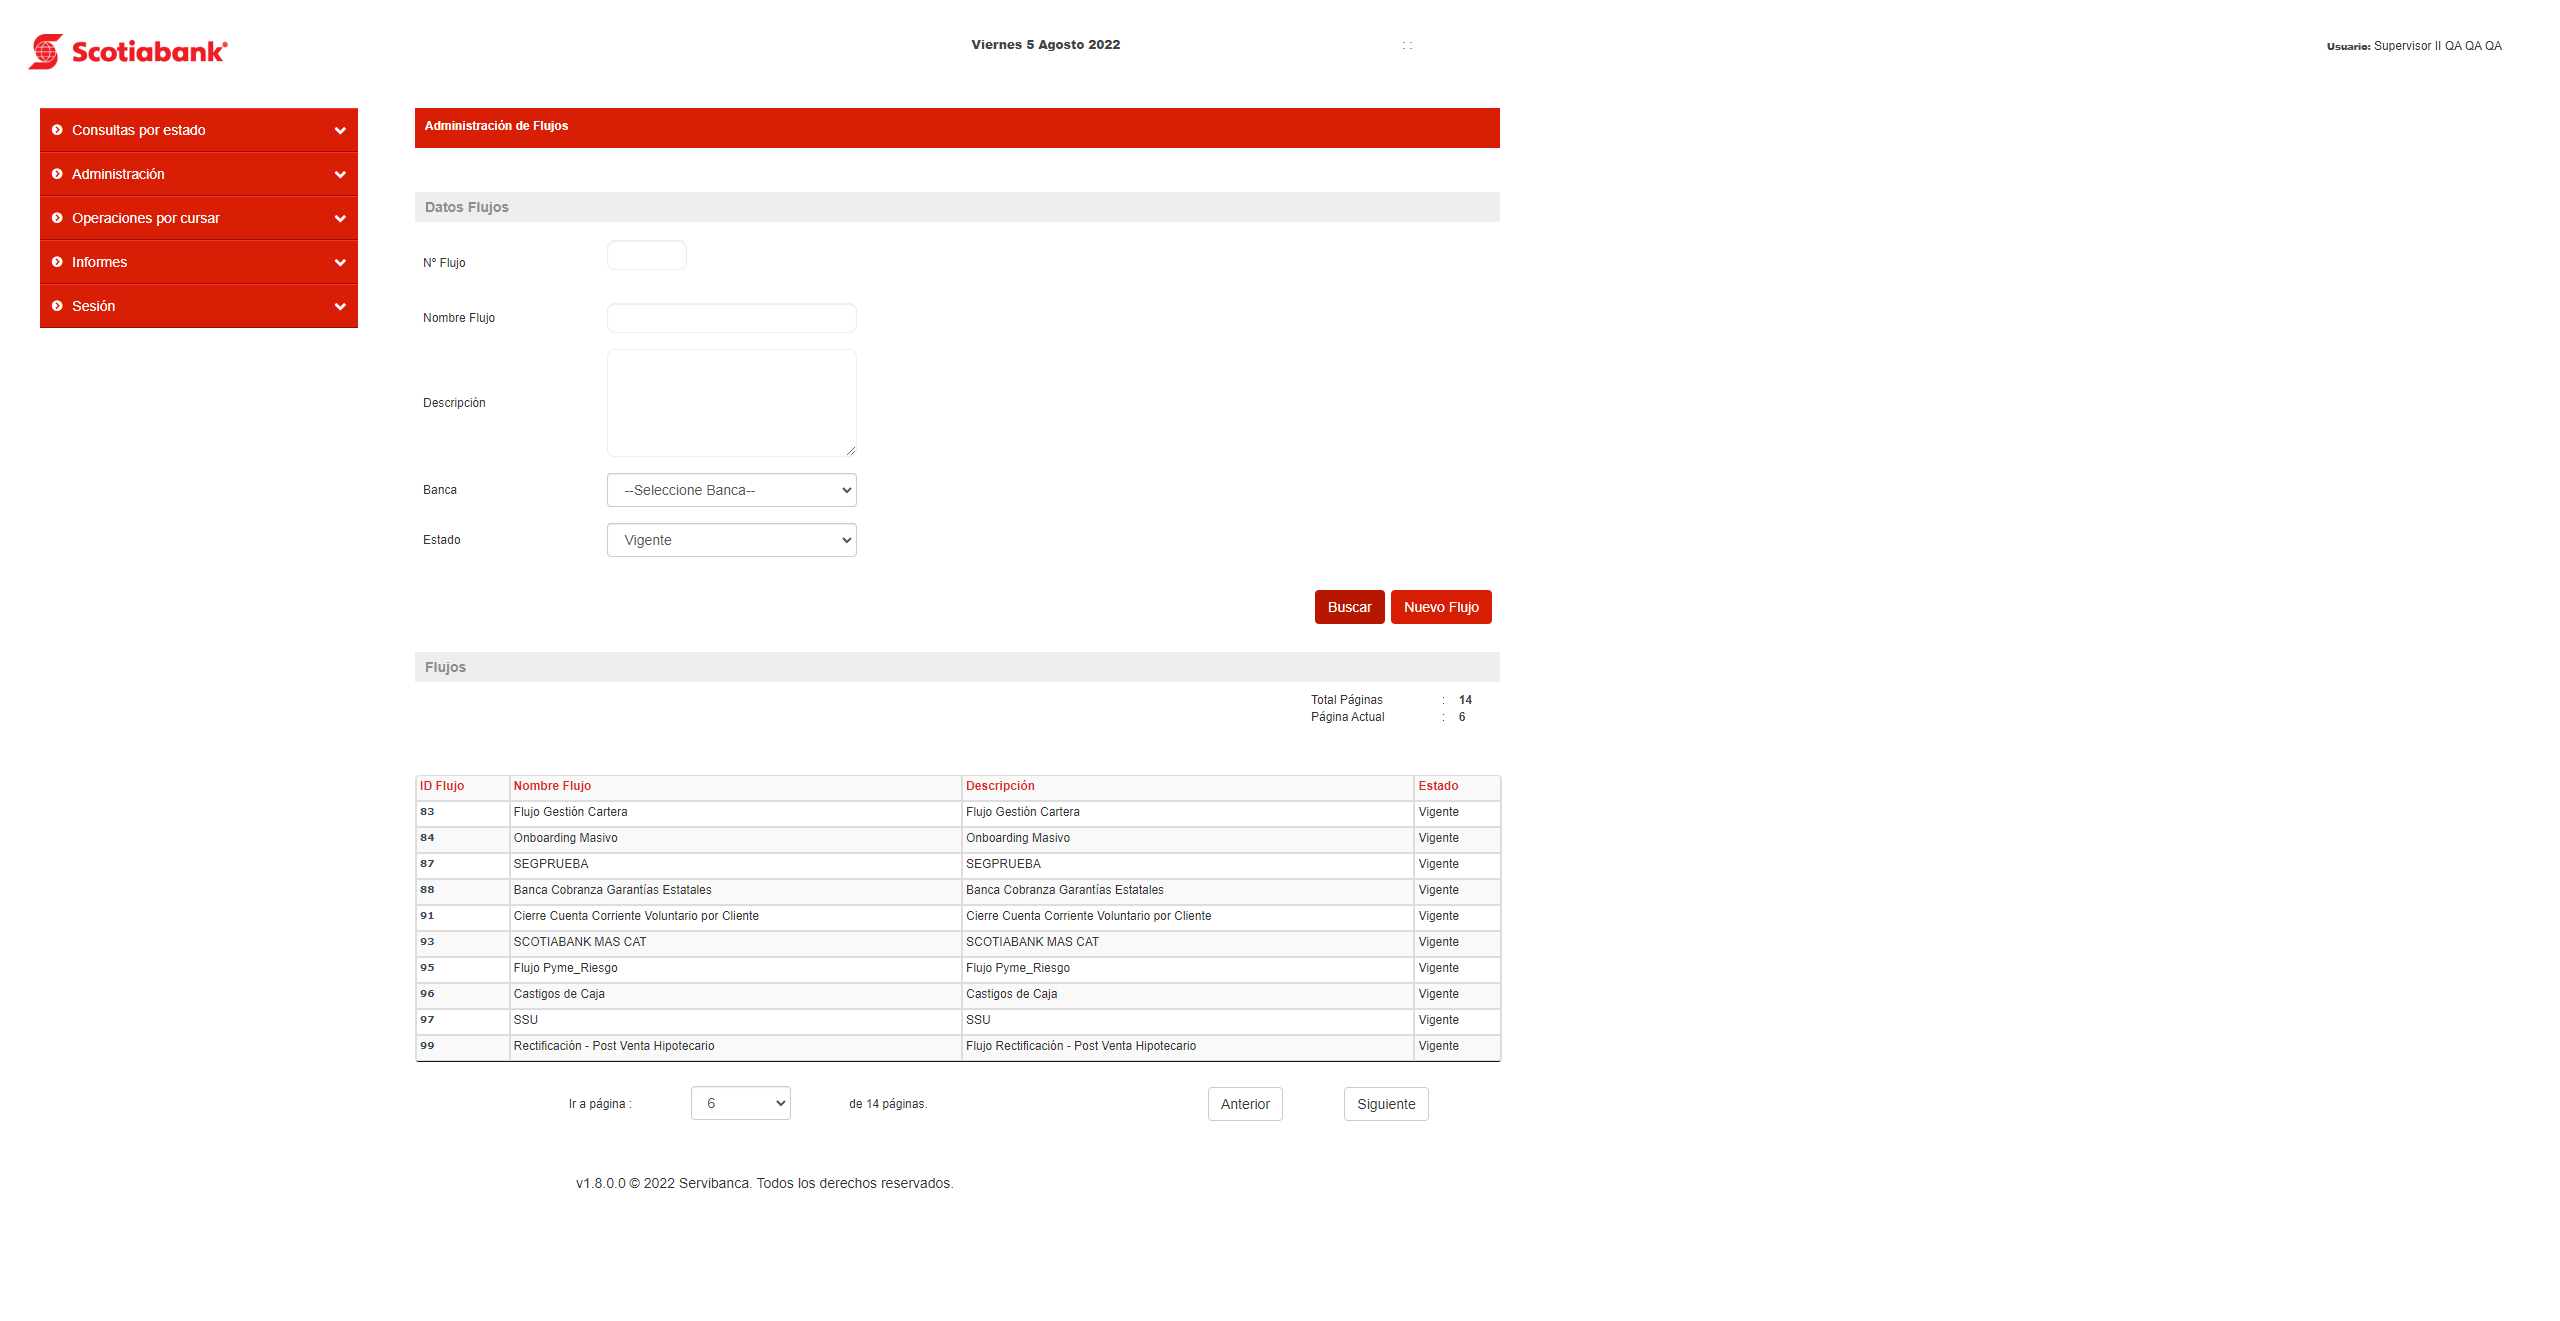 Scotiabank
Viernes 5 Agosto 2022 : :
Usuario: Supervisor II QA QA QA
Consultas por estado
Administración
Operaciones por cursar
Informes
Sesión
Administración de Flujos
Datos Flujos
Nº Flujo
Nombre Flujo
Descripción
Banca --Seleccione Banca--
Estado Vigente
Buscar Nuevo Flujo
Flujos
Total Páginas : 14
Página Actual : 6
ID Flujo Nombre Flujo Descripción Estado
83 Flujo Gestión Cartera Flujo Gestión Cartera Vigente
84 Onboarding Masivo Onboarding Masivo Vigente
87 SEGPRUEBA SEGPRUEBA Vigente
88 Banca Cobranza Garantías Estatales Banca Cobranza Garantías Estatales Vigente
91 Cierre Cuenta Corriente Voluntario por Cliente Cierre Cuenta Corriente Voluntario por Cliente Vigente
93 SCOTIABANK MAS CAT SCOTIABANK MAS CAT Vigente
95 Flujo Pyme_Riesgo Flujo Pyme_Riesgo Vigente
96 Castigos de Caja Castigos de Caja Vigente
97 SSU SSU Vigente
99 Rectificación - Post Venta Hipotecario Flujo Rectificación - Post Venta Hipotecario Vigente
Ir a página : 6 de 14 páginas. Anterior Siguiente
v1.8.0.0 © 2022 Servibanca. Todos los derechos reservados.